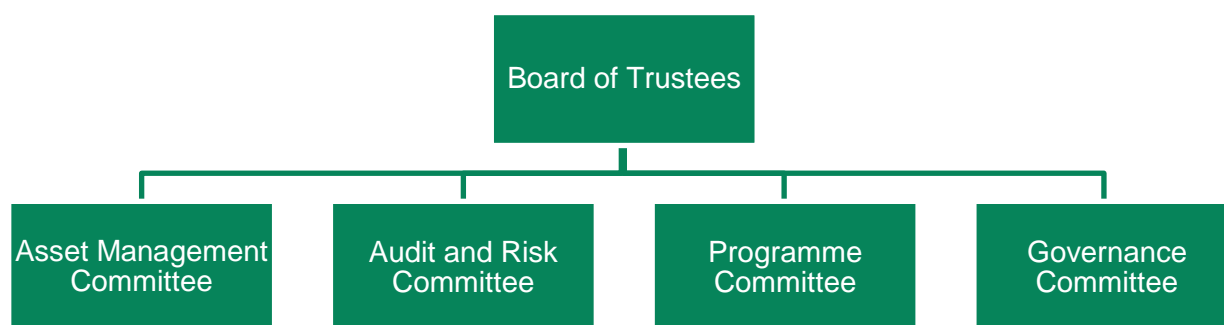 Board of Trustees
Asset Management
Committee
Audit and Risk
Committee
Programme
Committee
Governance
Committee